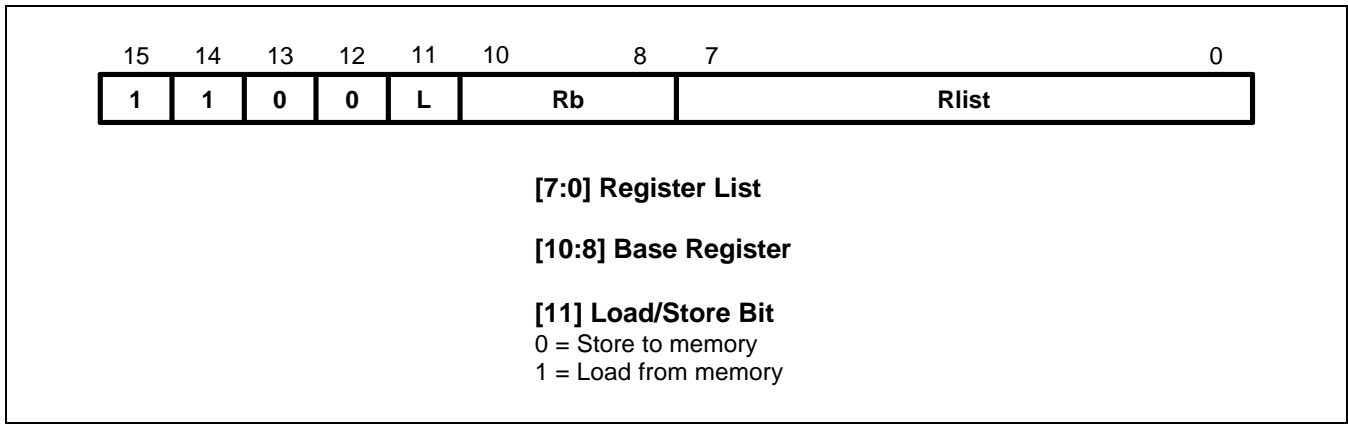 15 14 13 12 11 10 8 7 0
1 1 0 0 L Rb Rlist
[7:0] Register List
[10:8] Base Register
[11] Load/Store Bit
0 = Store to memory
1 = Load from memory